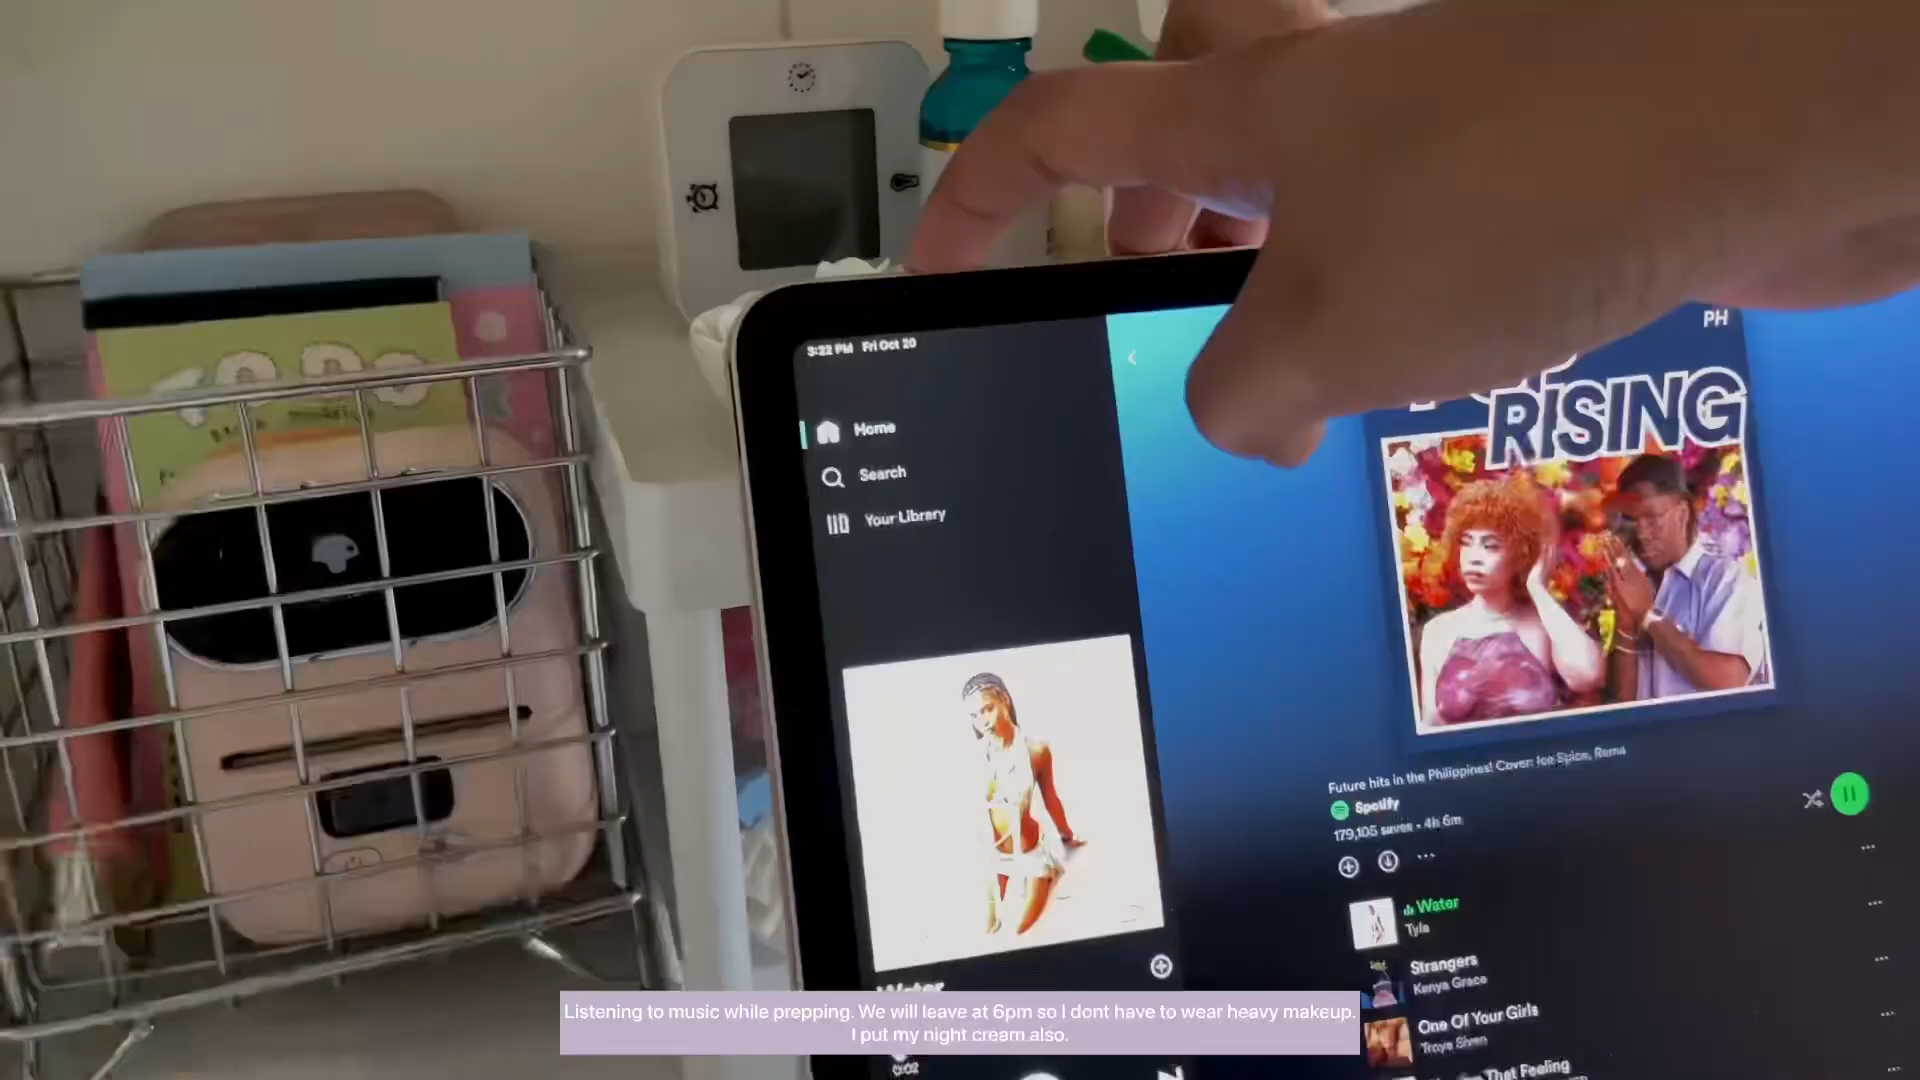 3:22 PM Fri Oct 20
Home
Search
Your Library
PH
RISING
Future hits in the Philippines! Cover: Ice Spice, Rema
Spotify
179,105 saves • 4h 6m
Water
Tyla
Strangers
Kenya Grace
One Of Your Girls
Troye Sivan
That Feeling
Water
0:02
Listening to music while prepping. We will leave at 6pm so I dont have to wear heavy makeup.
I put my night cream also.